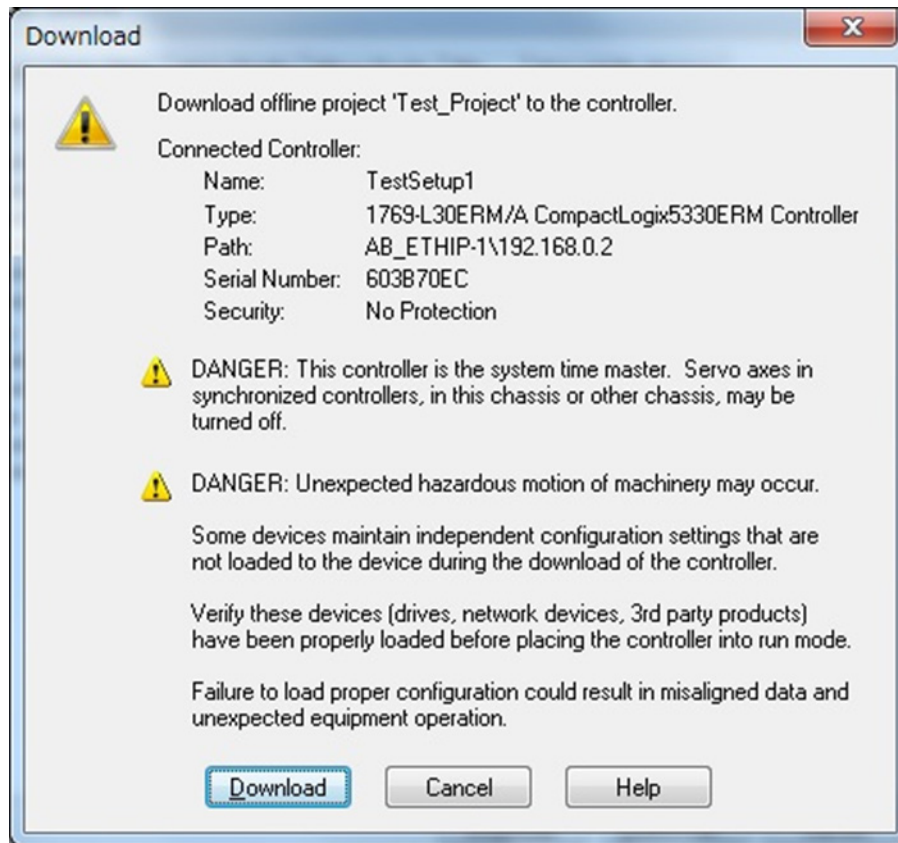 Download
Download offline project 'Test_Project' to the controller.
Connected Controller:
Name: TestSetup1
Type: 1769-L30ERM/A CompactLogix5330ERM Controller
Path: AB_ETHIP-1\192.168.0.2
Serial Number: 603B70EC
Security: No Protection
DANGER: This controller is the system time master. Servo axes in
synchronized controllers, in this chassis or other chassis, may be
turned off.
DANGER: Unexpected hazardous motion of machinery may occur.
Some devices maintain independent configuration settings that are
not loaded to the device during the download of the controller.
Verify these devices (drives, network devices, 3rd party products)
have been properly loaded before placing the controller into run mode.
Failure to load proper configuration could result in misaligned data and
unexpected equipment operation.
Download Cancel Help